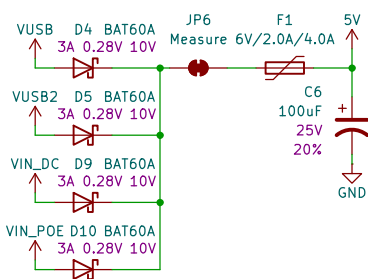 VUSB D4 BAT60A
3A 0.28V 10V
JP6
Measure
F1
6V/2.0A/4.0A
5V
VUSB2 D5 BAT60A
3A 0.28V 10V
C6
100uF
25V
20%
+
GND
VIN_DC D9 BAT60A
3A 0.28V 10V
VIN_POE D10 BAT60A
3A 0.28V 10V